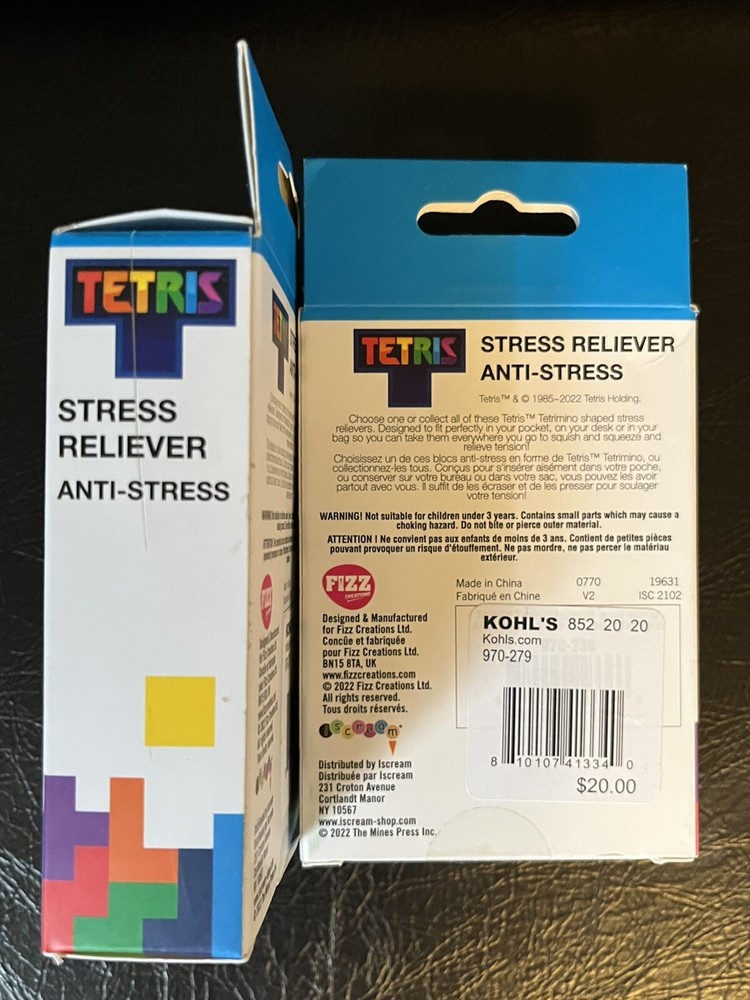 TETRIS
STRESS
RELIEVER
ANTI-STRESS
FIZZ
TETRIS
STRESS RELIEVER
ANTI-STRESS
Tetris™ & © 1985~2022 Tetris Holding.
Choose one or collect all of these Tetris™ Tetrimino shaped stress
relievers. Designed to fit perfectly in your pocket, on your desk or in your
bag so you can take them everywhere you go to squish and squeeze and
relieve tension!
Choisissez un de ces blocs anti-stress en forme de Tetris™ Tetrimino, ou
collectionnez-les tous. Conçus pour s'insérer aisément dans votre poche,
ou conserver sur votre bureau ou dans votre sac, vous pouvez les avoir
partout avec vous. Il suffit de les écraser et de les presser pour soulager
votre tension!
WARNING! Not suitable for children under 3 years. Contains small parts which may cause a
choking hazard. Do not bite or pierce outer material.
ATTENTION ! Ne convient pas aux enfants de moins de 3 ans. Contient de petites pièces
pouvant provoquer un risque d'étouffement. Ne pas mordre, ne pas percer le matériau
extérieur.
FIZZ
CREATIONS
Made in China 0770 19631
Fabriqué en Chine V2 ISC 2102
Designed & Manufactured
for Fizz Creations Ltd.
Concûe et fabriquée
pour Fizz Creations Ltd.
BN15 8TA, UK
www.fizzcreations.com
© 2022 Fizz Creations Ltd.
All rights reserved.
Tous droits réservés.
iscream
Distributed by Iscream
Distribuée par Iscream
231 Croton Avenue
Cortlandt Manor
NY 10567
www.iscream-shop.com
© 2022 The Mines Press Inc.
KOHL'S 852 20 20
Kohls.com
970-279
8 10107 41334 0
$20.00